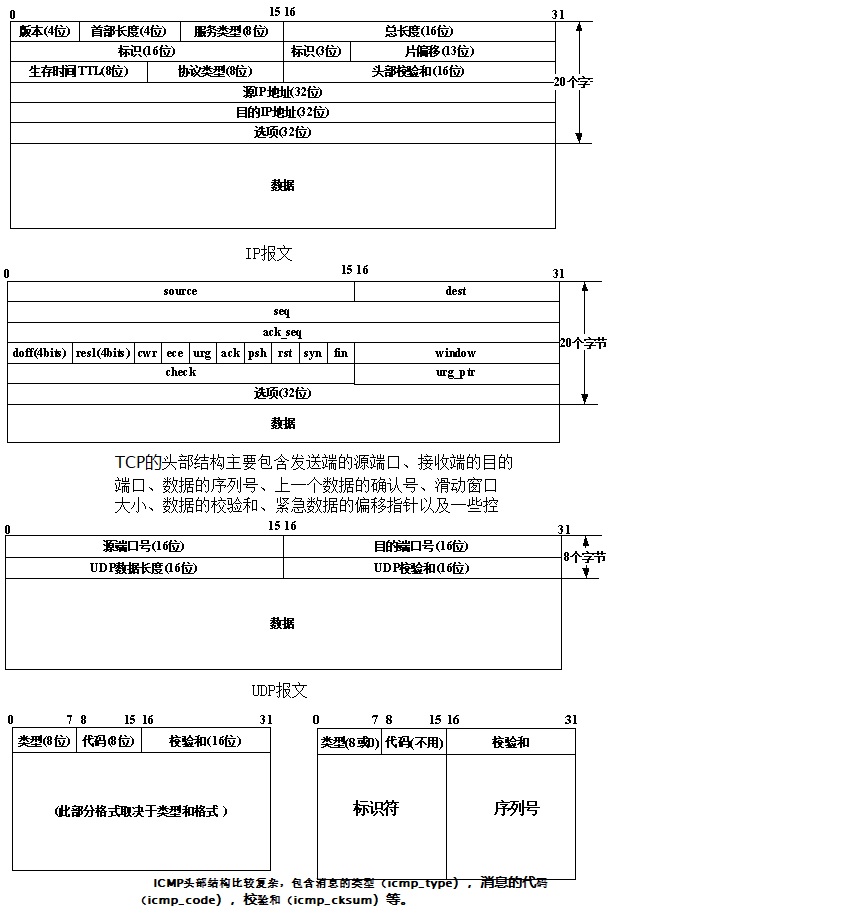 0 15 16 31
版本(4位) 首部长度(4位) 服务类型(8位) 总长度(16位)
标识(16位) 标识(3位) 片偏移(13位)
生存时间TTL(8位) 协议类型(8位) 头部校验和(16位)
20个字
源IP地址(32位)
目的IP地址(32位)
选项(32位)
数据
IP报文
0 15 16 31
source dest
seq
ack_seq
20个字节
doff(4bits) res1(4bits) cwr ece urg ack psh rst syn fin window
check urg_ptr
选项(32位)
数据
TCP的头部结构主要包含发送端的源端口、接收端的目的
端口、数据的序列号、上一个数据的确认号、滑动窗口
大小、数据的校验和、紧急数据的偏移指针以及一些控
0 15 16 31
源端口号(16位) 目的端口号(16位)
8个字节
UDP数据长度(16位) UDP校验和(16位)
数据
UDP报文
0 7 8 15 16 31
类型(8位) 代码(8位) 校验和(16位)
(此部分格式取决于类型和格式 )
0 7 8 15 16 31
类型(8或0) 代码(不用) 校验和
标识符 序列号
ICMP头部结构比较复杂，包含消息的类型（icmp_type），消息的代码
（icmp_code），校验和（icmp_cksum）等。